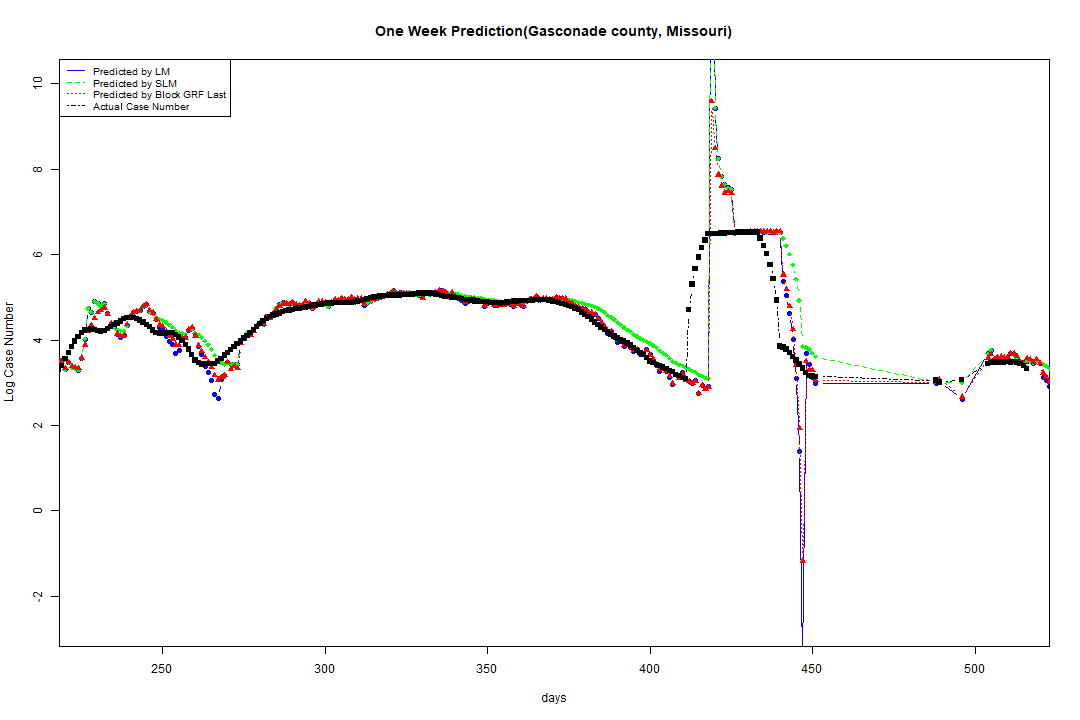 One Week Prediction(Gasconade county, Missouri)
Predicted by LM
Predicted by SLM
Predicted by Block GRF Last
Actual Case Number
Log Case Number
10
8
6
4
2
0
-2
250 300 350 400 450 500
days